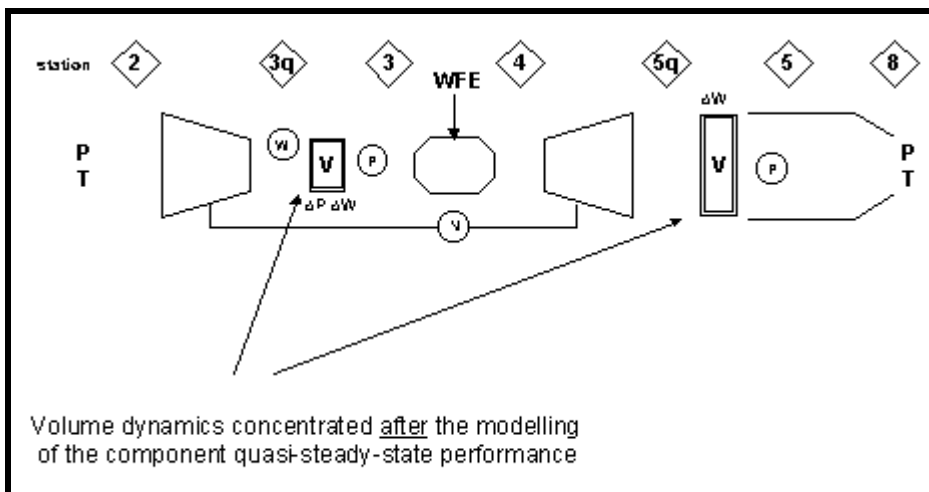 station 2 3q 3 4 5q 5 8
WFE
ΔW
P T
W
V
P
V
P
P T
ΔP ΔW
N
Volume dynamics concentrated after the modelling
of the component quasi-steady-state performance